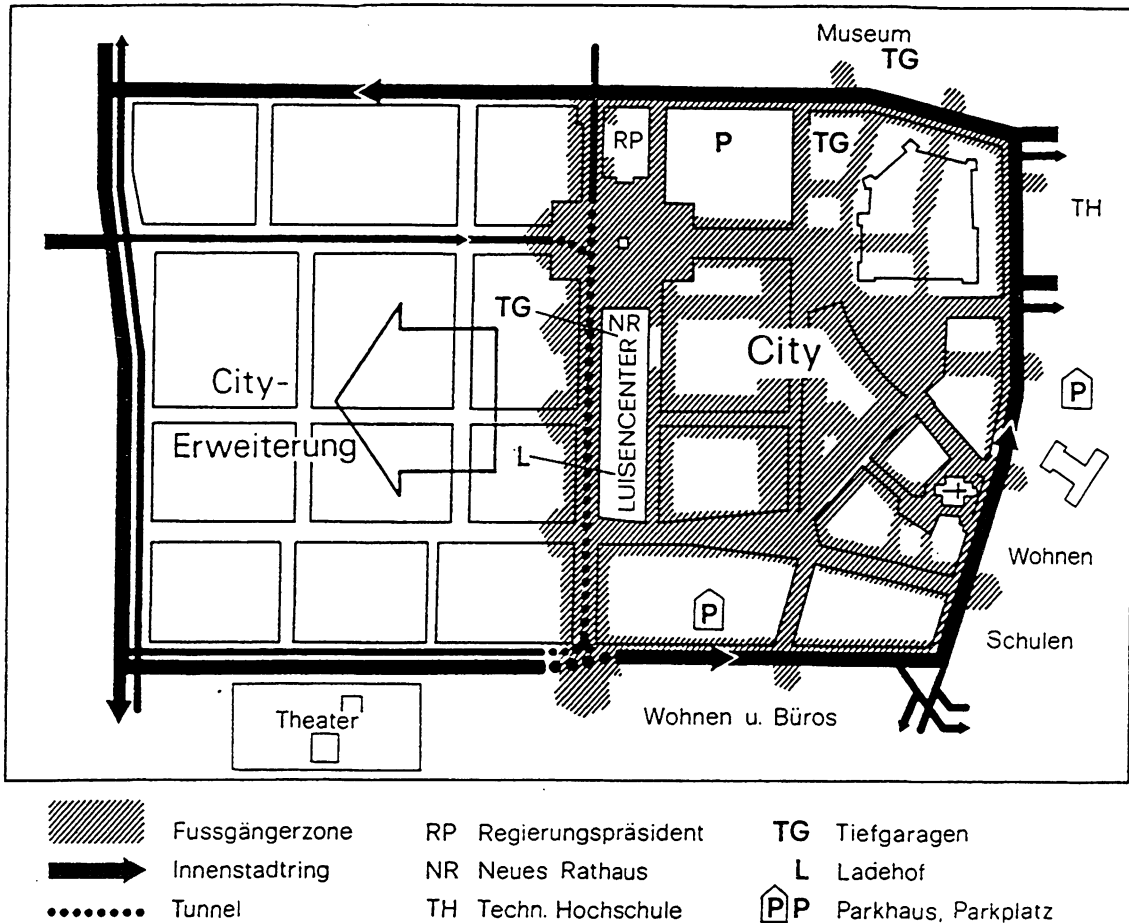 Museum
TG
RP
P
TG
TH
TG
NR
City
LUISENCENTER
P
City-
Erweiterung
L
Wohnen
P
Schulen
Theater
Wohnen u. Büros
Fussgängerzone
RP Regierungspräsident
TG Tiefgaragen
Innenstadtring
NR Neues Rathaus
L Ladehof
Tunnel
TH Techn. Hochschule
P P Parkhaus, Parkplatz